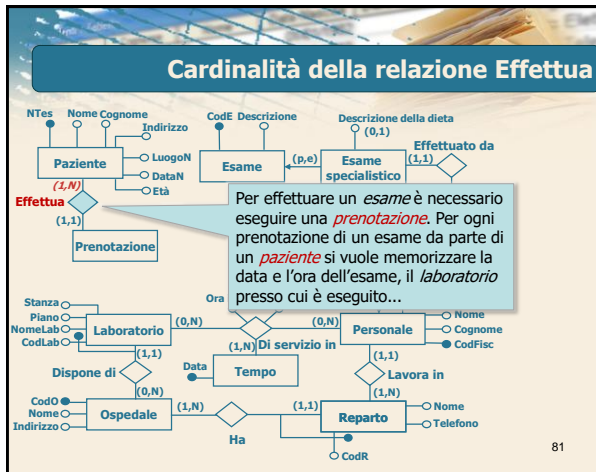 Cardinalità della relazione Effettua
NTes Nome Cognome
Indirizzo
Paziente
LuogoN
DataN
Età
(1,N)
Effettua
(1,1)
Prenotazione
CodE Descrizione
Esame
(p,e)
Descrizione della dieta
(0,1)
Esame
specialistico
(1,1)
Effettuato da
Per effettuare un esame è necessario
eseguire una prenotazione. Per ogni
prenotazione di un esame da parte di
un paziente si vuole memorizzare la
data e l'ora dell'esame, il laboratorio
presso cui è eseguito...
Stanza
Piano
NomeLab
CodLab
Laboratorio
(0,N)
Ora
(0,N)
Personale
Nome
Cognome
CodFisc
(1,N)
Di servizio in
Data
Tempo
(1,1)
Dispone di
(0,N)
(1,1)
Lavora in
(1,N)
CodO
Nome
Indirizzo
Ospedale
(1,N)
Ha
(1,1)
Reparto
Nome
Telefono
CodR
81